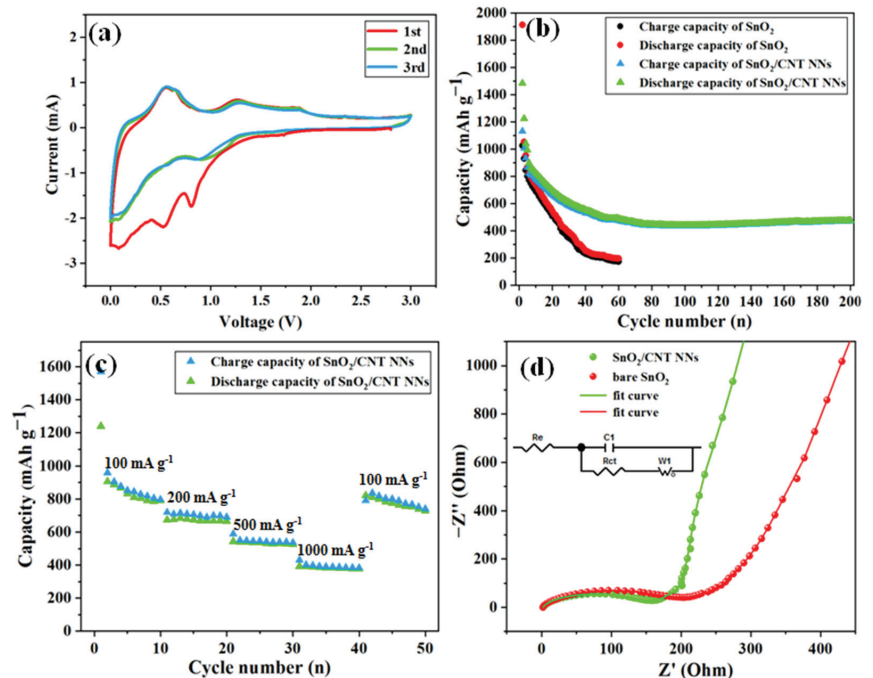 (a)
1st
2nd
3rd
2
1
0
-1
-2
-3
Current (mA)
0.0 0.5 1.0 1.5 2.0 2.5 3.0
Voltage (V)
(b)
Charge capacity of SnO₂
Discharge capacity of SnO₂
Charge capacity of SnO₂/CNT NNs
Discharge capacity of SnO₂/CNT NNs
2000
1800
1600
1400
1200
1000
800
600
400
200
0
Capacity (mAh g⁻¹)
0 20 40 60 80 100 120 140 160 180 200
Cycle number (n)
(c)
Charge capacity of SnO₂/CNT NNs
Discharge capacity of SnO₂/CNT NNs
1600
1400
1200
1000
800
600
400
200
0
Capacity (mAh g⁻¹)
100 mA g⁻¹
200 mA g⁻¹
500 mA g⁻¹
1000 mA g⁻¹
100 mA g⁻¹
0 10 20 30 40 50
Cycle number (n)
(d)
SnO₂/CNT NNs
bare SnO₂
fit curve
fit curve
Re
C1
Rct
W1
1000
800
600
400
200
0
−Z'' (Ohm)
0 100 200 300 400
Z' (Ohm)